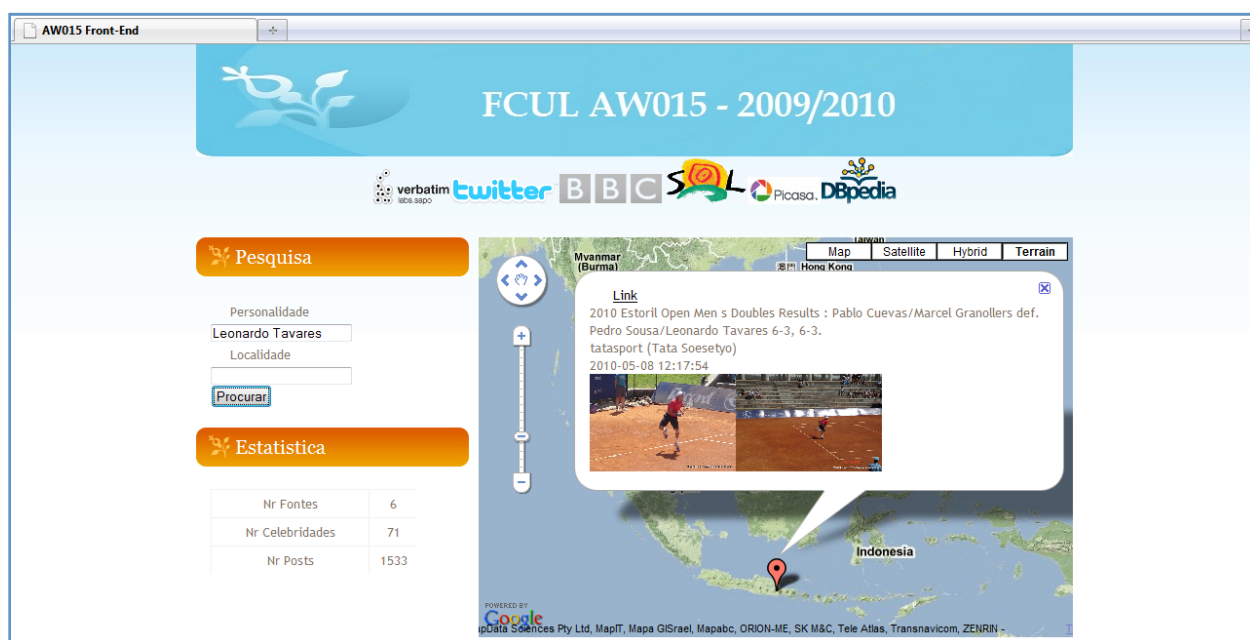 AW015 Front-End
FCUL AW015 - 2009/2010
verbatim
labs.sapo
twitter
BBC
SOL
Picasa.
DBpedia
Pesquisa
Personalidade
Leonardo Tavares
Localidade
Procurar
Estatistica
Nr Fontes 6
Nr Celebridades 71
Nr Posts 1533
Taiwan
Map Satellite Hybrid Terrain
Myanmar
(Burma)
Hong Kong
Link
2010 Estoril Open Men s Doubles Results : Pablo Cuevas/Marcel Granollers def.
Pedro Sousa/Leonardo Tavares 6-3, 6-3.
tatasport (Tata Soesetyo)
2010-05-08 12:17:54
Indonesia
POWERED BY
Google
Data Sciences Pty Ltd, MapIT, Mapa GISrael, Mapabc, ORION-ME, SK M&C, Tele Atlas, Transnavicom, ZENRIN -